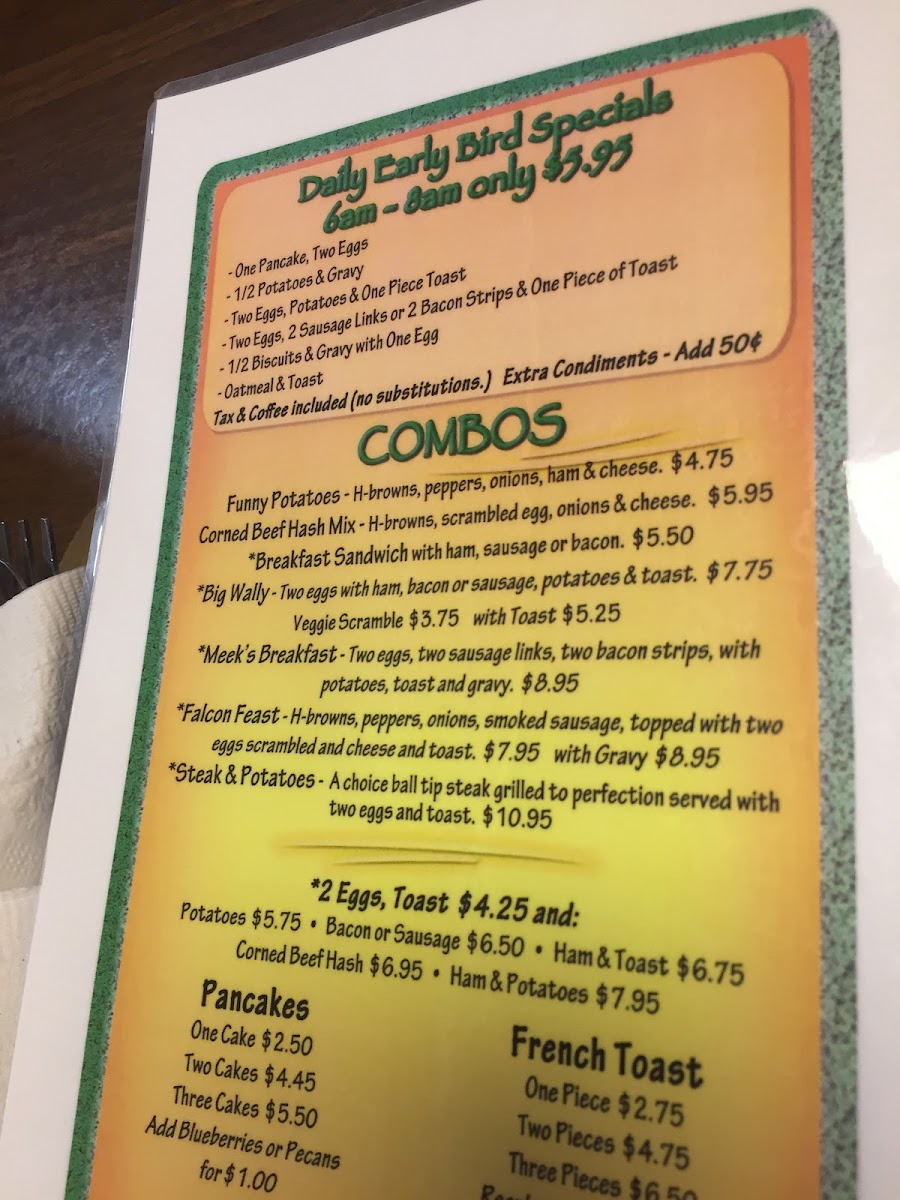 Daily Early Bird Specials
6am - 8am only $5.95
- One Pancake, Two Eggs
- 1/2 Potatoes & Gravy
- Two Eggs, Potatoes & One Piece Toast
- Two Eggs, 2 Sausage Links or 2 Bacon Strips & One Piece of Toast
- 1/2 Biscuits & Gravy with One Egg
- Oatmeal & Toast
Tax & Coffee included (no substitutions.) Extra Condiments - Add 50¢
COMBOS
Funny Potatoes - H-browns, peppers, onions, ham & cheese. $4.75
Corned Beef Hash Mix - H-browns, scrambled egg, onions & cheese. $5.95
*Breakfast Sandwich with ham, sausage or bacon. $5.50
*Big Wally - Two eggs with ham, bacon or sausage, potatoes & toast. $7.75
Veggie Scramble $3.75 with Toast $5.25
*Meek's Breakfast - Two eggs, two sausage links, two bacon strips, with
potatoes, toast and gravy. $8.95
*Falcon Feast - H-browns, peppers, onions, smoked sausage, topped with two
eggs scrambled and cheese and toast. $7.95 with Gravy $8.95
*Steak & Potatoes - A choice ball tip steak grilled to perfection served with
two eggs and toast. $10.95
*2 Eggs, Toast $4.25 and:
Potatoes $5.75 • Bacon or Sausage $6.50 • Ham & Toast $6.75
Corned Beef Hash $6.95 • Ham & Potatoes $7.95
Pancakes
One Cake $2.50
Two Cakes $4.45
Three Cakes $5.50
Add Blueberries or Pecans
for $1.00
French Toast
One Piece $2.75
Two Pieces $4.75
Three Pieces $6.50